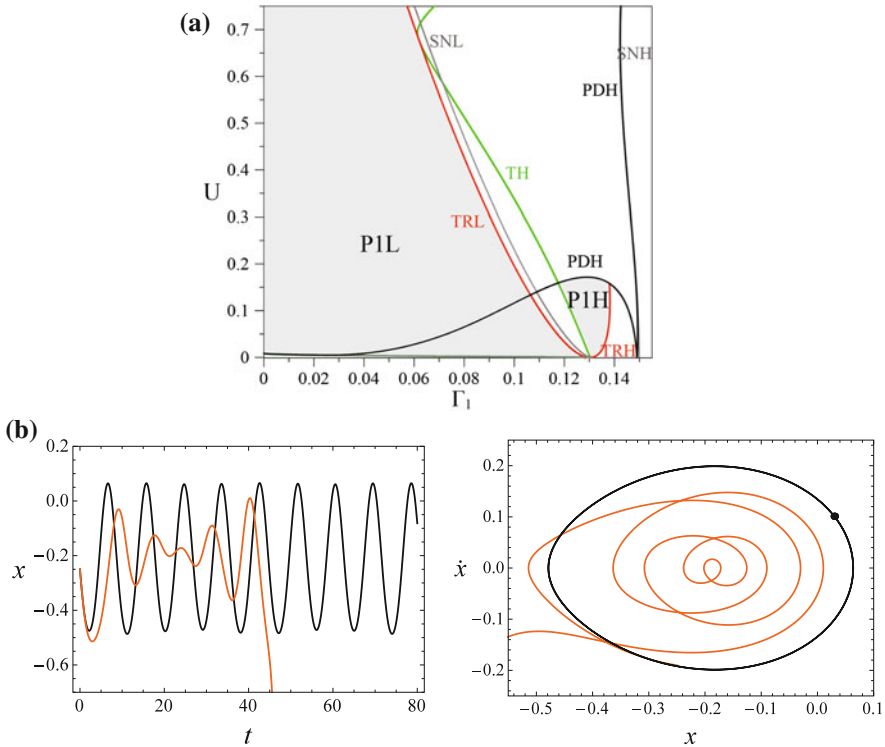 (a)
0.7
0.6
0.5
0.4
0.3
0.2
0.1
0
U
SNL
SNH
PDH
TH
TRL
P1L
PDH
P1H
TRH
0 0.02 0.04 0.06 0.08 0.1 0.12 0.14
Γ1
(b)
0.2
0.0
−0.2
−0.4
−0.6
x
0 20 40 60 80
t
0.2
0.1
0.0
−0.1
−0.2
ẋ
−0.5 −0.4 −0.3 −0.2 −0.1 0.0 0.1
x